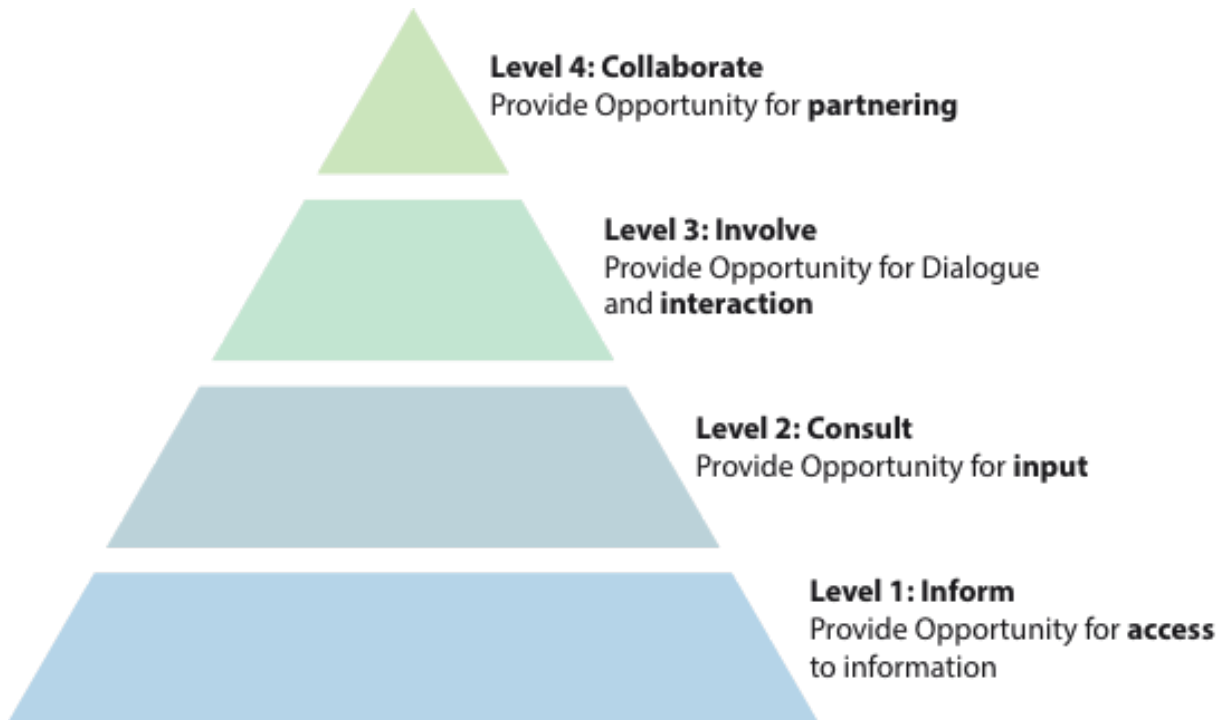 Level 4: Collaborate
Provide Opportunity for partnering
Level 3: Involve
Provide Opportunity for Dialogue
and interaction
Level 2: Consult
Provide Opportunity for input
Level 1: Inform
Provide Opportunity for access
to information